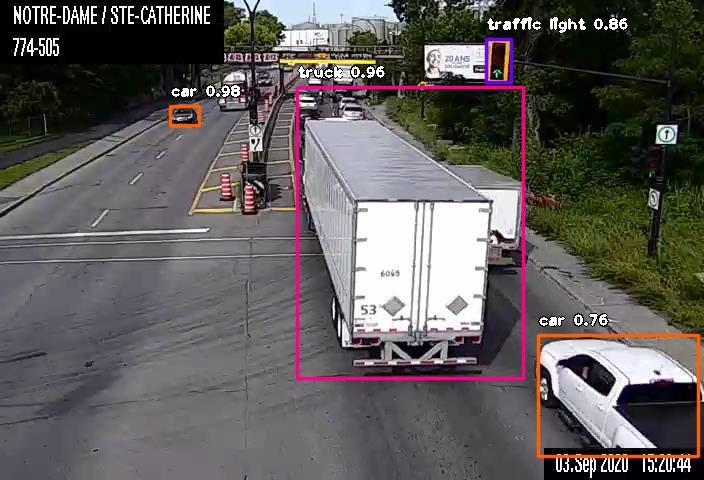 NOTRE-DAME / STE-CATHERINE
774-505
traffic light 0.86
20 ANS
truck 0.96
car 0.98
6069
53'
car 0.76
03.Sep 2020 15:20:44